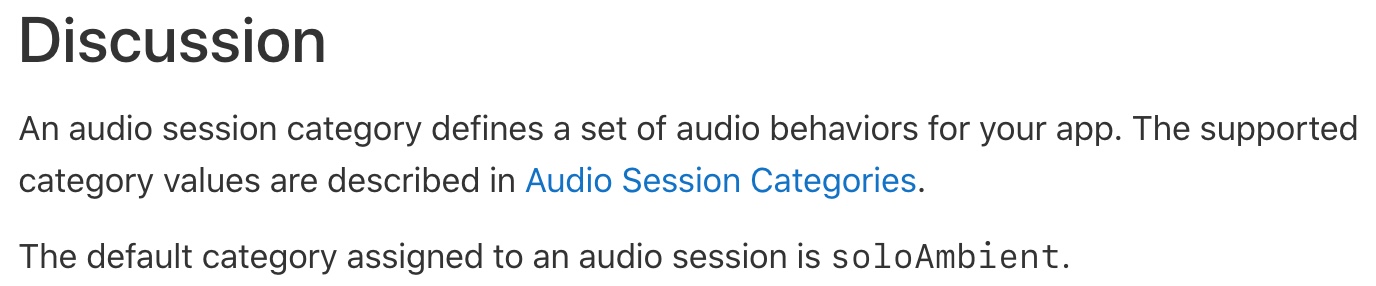 Discussion
An audio session category defines a set of audio behaviors for your app. The supported
category values are described in Audio Session Categories.
The default category assigned to an audio session is soloAmbient.